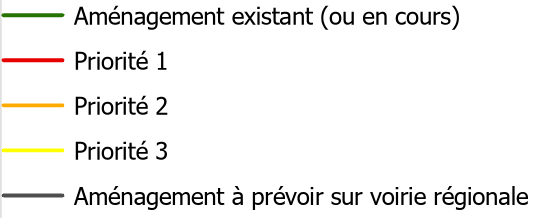 Aménagement existant (ou en cours)
Priorité 1
Priorité 2
Priorité 3
Aménagement à prévoir sur voirie régionale